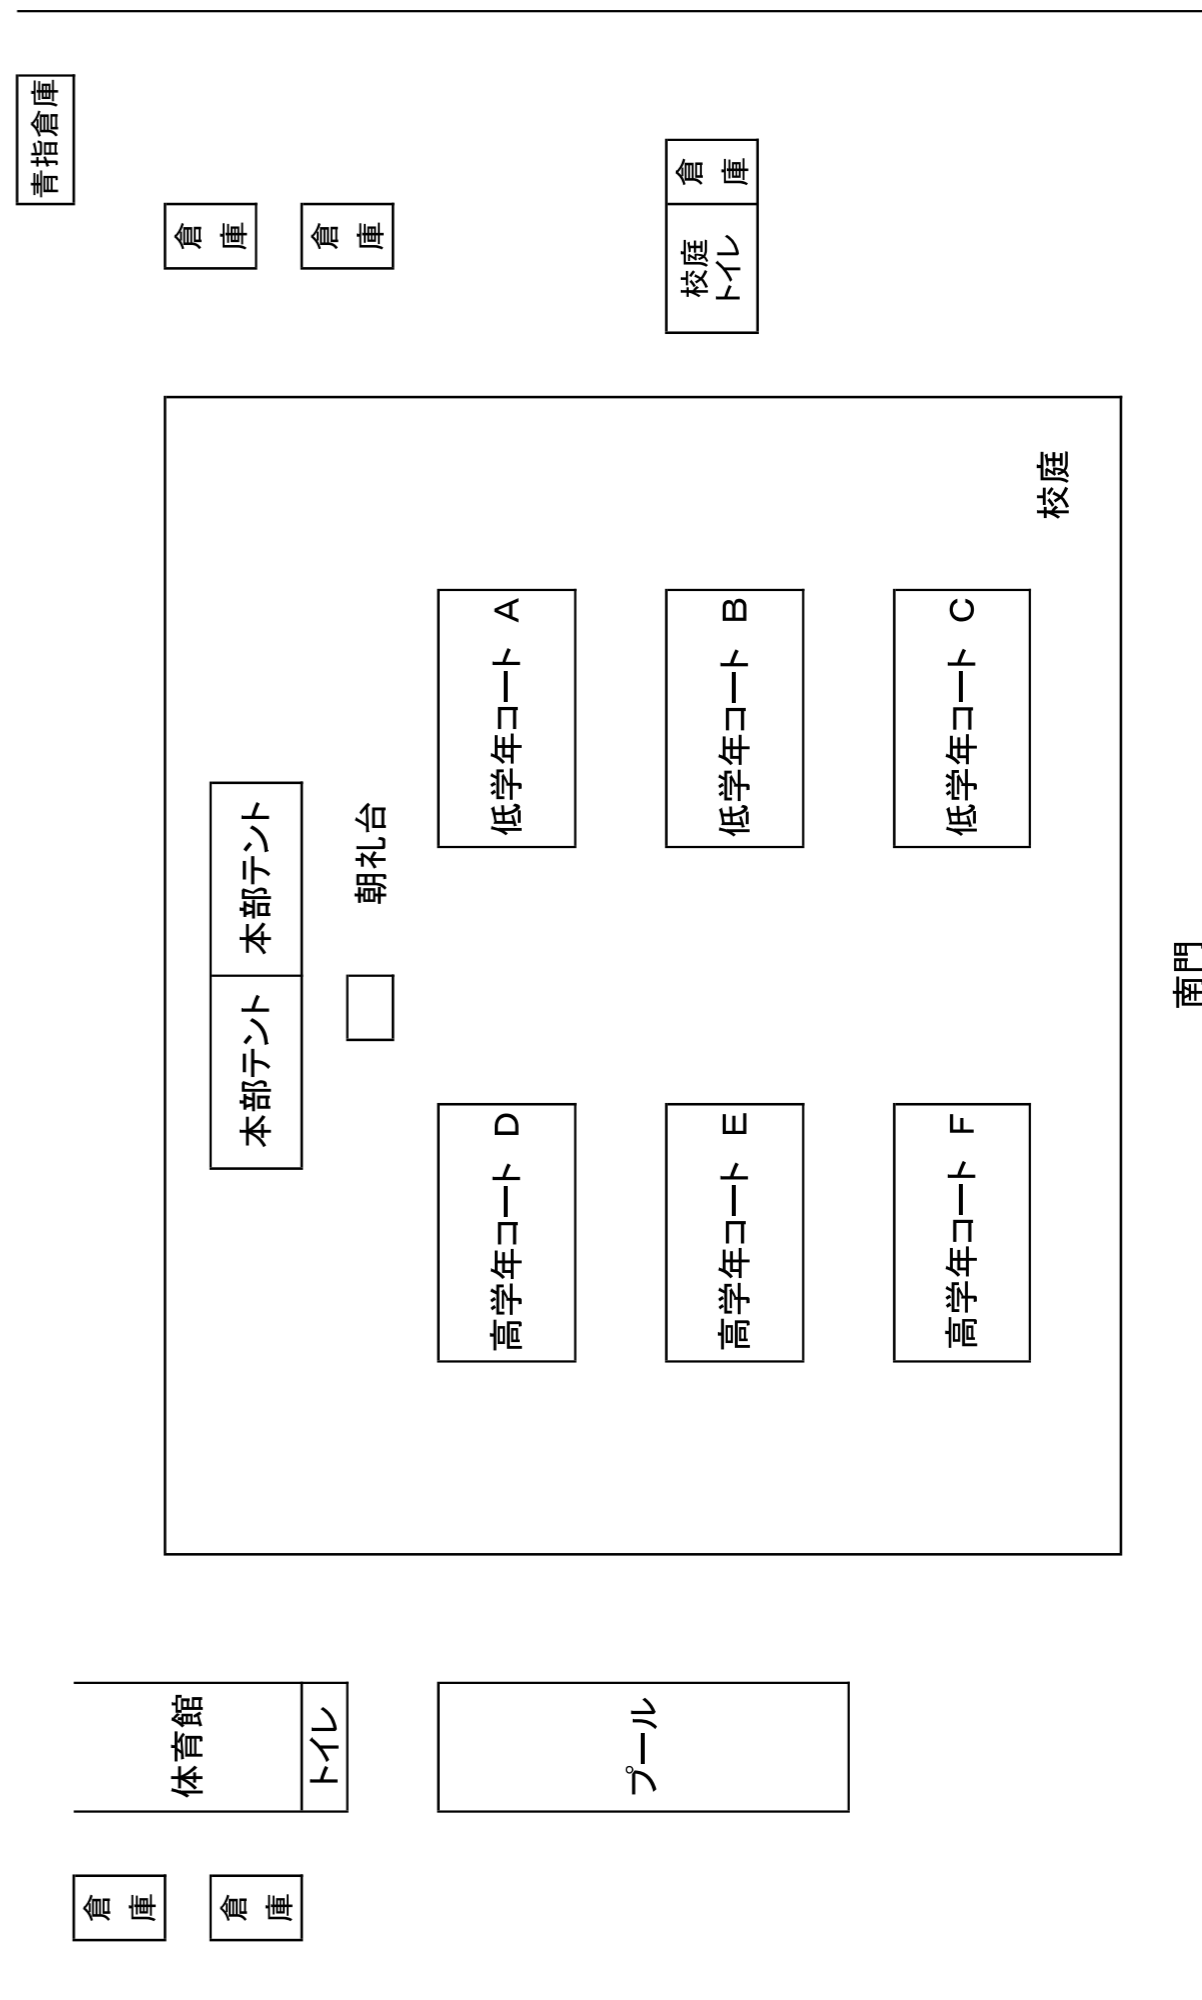 青指倉庫
倉
庫
体育館
倉
庫
倉
庫
本部テント
本部テント
トイレ
倉
庫
朝礼台
高学年コート D
低学年コート A
プール
校庭
トイレ
倉
庫
高学年コート E
低学年コート B
高学年コート F
低学年コート C
校庭
南門